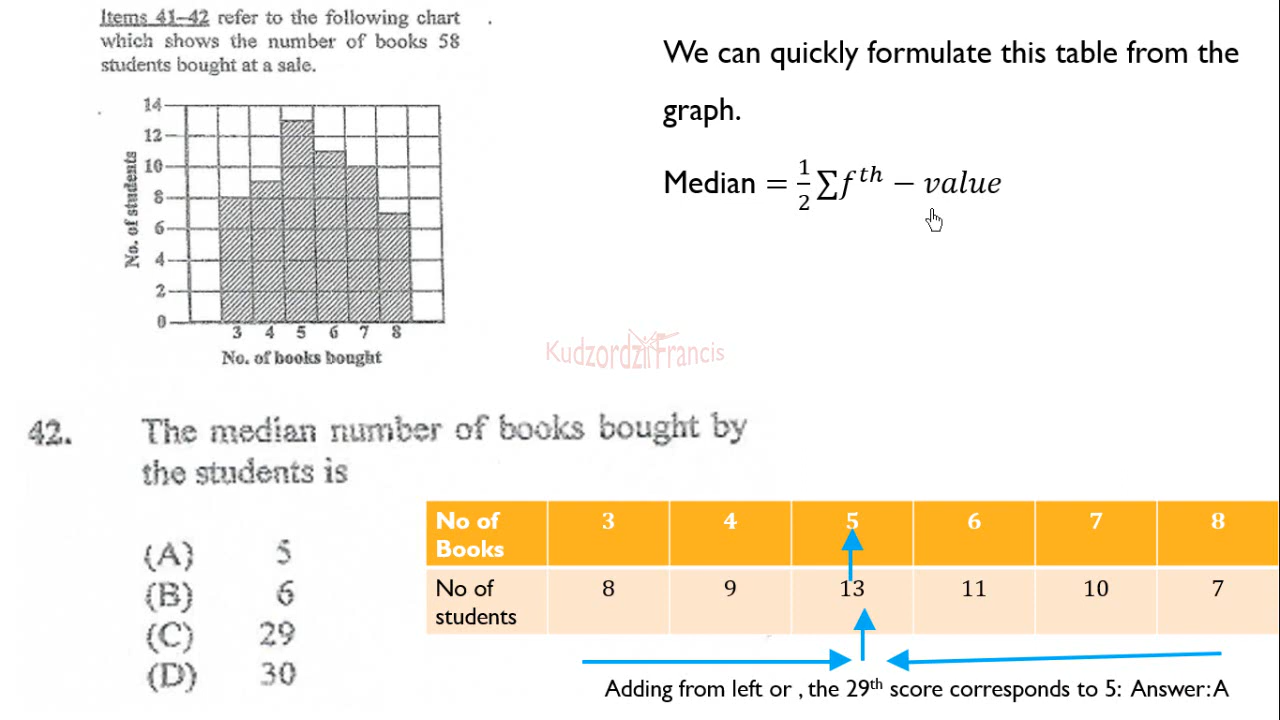 Items 41–42 refer to the following chart
which shows the number of books 58
students bought at a sale.
No. of students
14
12
10
8
6
4
2
0
3 4 5 6 7 8
No. of books bought
We can quickly formulate this table from the
graph.
Median = 1/2 ∑f^th − value
Kudzordzi Francis
42. The median number of books bought by
the students is
(A) 5
(B) 6
(C) 29
(D) 30
No of Books 3 4 5 6 7 8
No of students 8 9 13 11 10 7
Adding from left or , the 29th score corresponds to 5: Answer:A